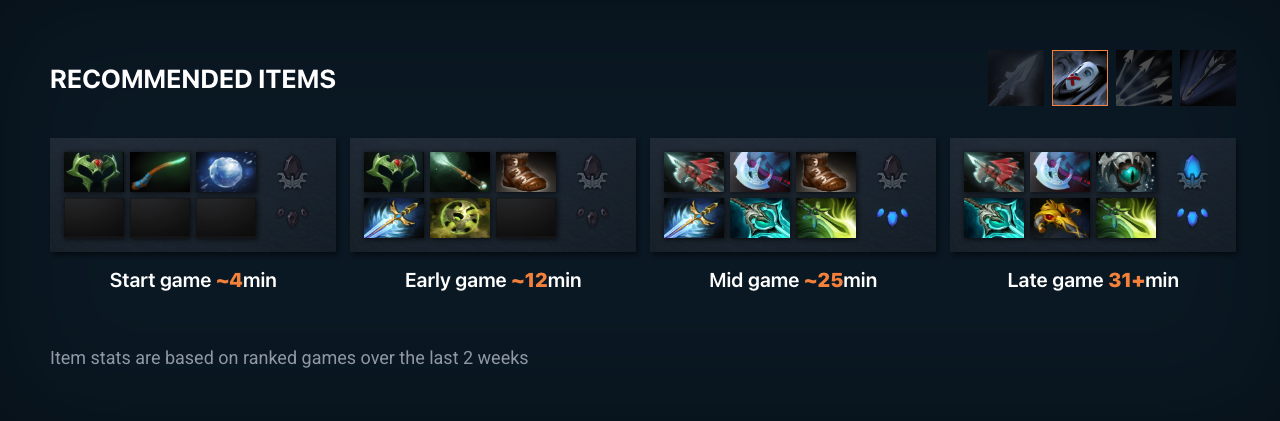 RECOMMENDED ITEMS
Start game ~4min
Early game ~12min
Mid game ~25min
Late game 31+min
Item stats are based on ranked games over the last 2 weeks